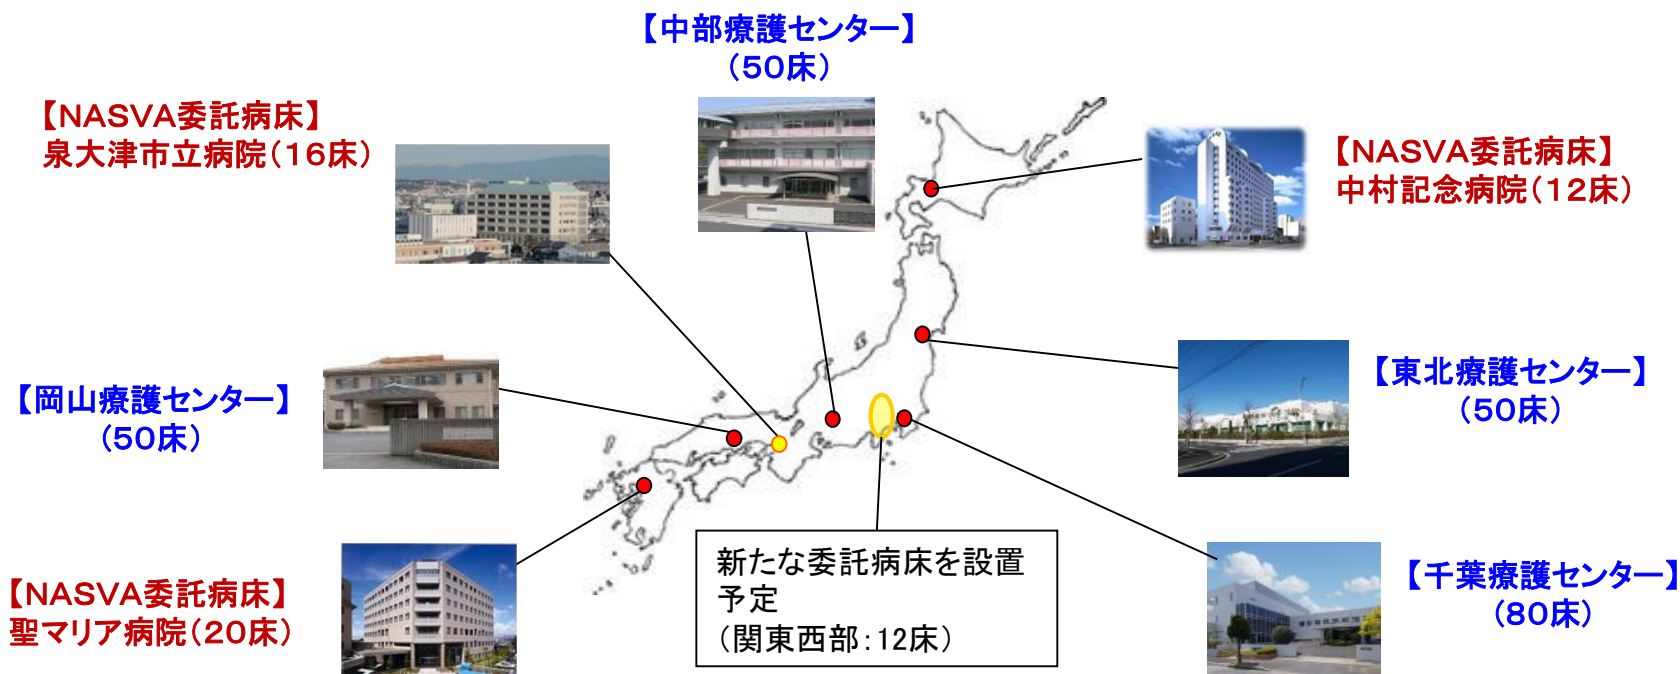 【中部療護センター】
（50床）
【NASVA委託病床】
泉大津市立病院（16床）
【NASVA委託病床】
中村記念病院（12床）
【岡山療護センター】
（50床）
【東北療護センター】
（50床）
【NASVA委託病床】
聖マリア病院（20床）
新たな委託病床を設置
予定
（関東西部：12床）
【千葉療護センター】
（80床）